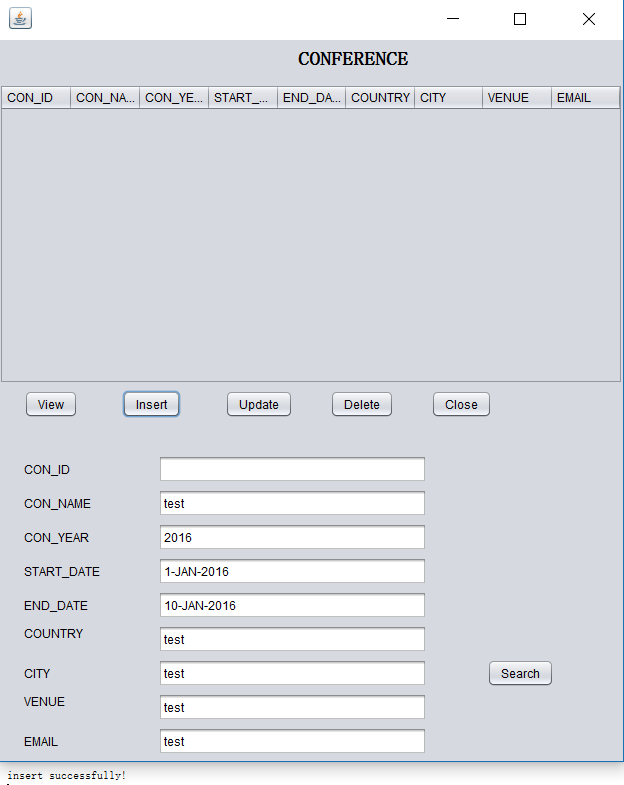 CONFERENCE
CON_ID CON_NA... CON_YE... START_... END_DA... COUNTRY CITY VENUE EMAIL
View Insert Update Delete Close
CON_ID
CON_NAME test
CON_YEAR 2016
START_DATE 1-JAN-2016
END_DATE 10-JAN-2016
COUNTRY test
CITY test Search
VENUE test
EMAIL test
insert successfully!